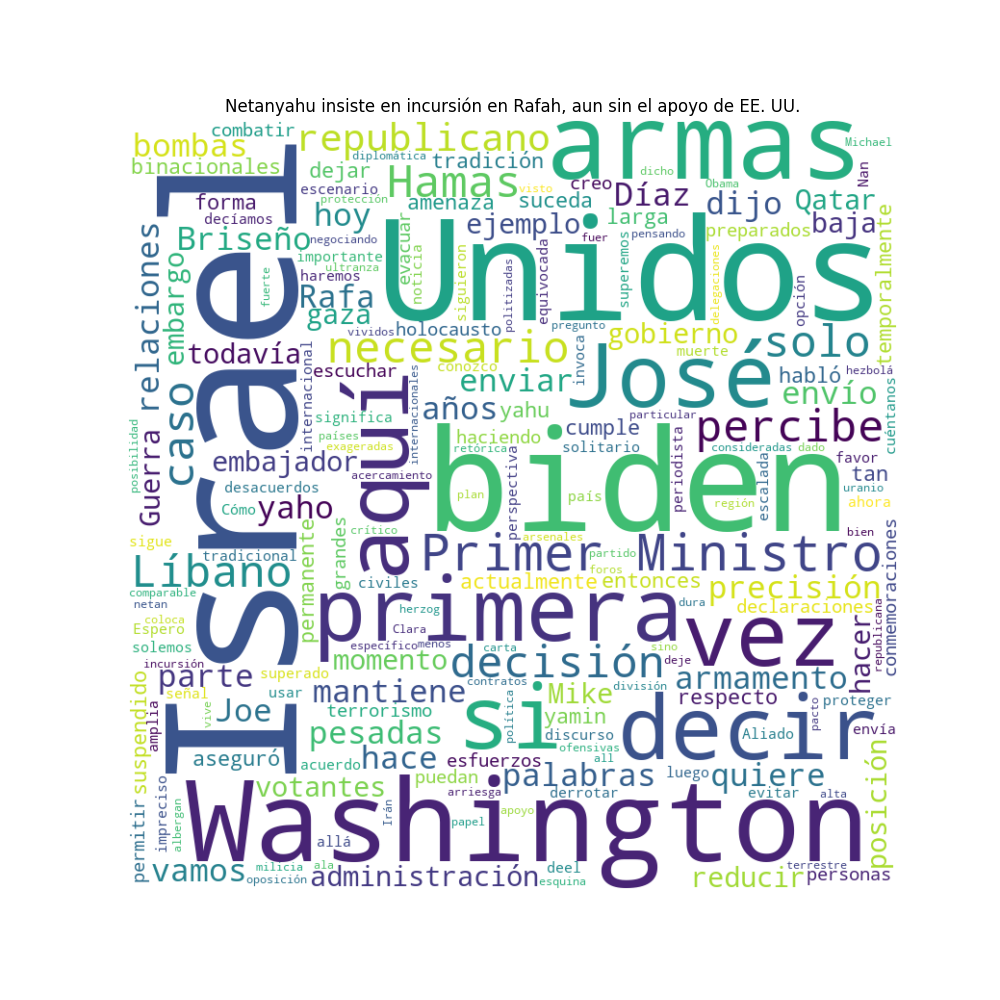 Netanyahu insiste en incursión en Rafah, aun sin el apoyo de EE. UU.
combatir
bombas
republicano
armas
Michael
binacionales
diplomática
dejar
tradición
dicho
Nan
escenario
Hamas
visto
creo
Díaz
Obama
dijo
Qatar
forma
protección
amenaza
suceda
decíamos
hoy
ejemplo
larga
preparados
baja
Israel
relaciones
Briseño
negociando
evacuar
noticia
Unidos
fuer
pensando
embargo
fuerte
importante
ultranza
haremos
siguieron
politizadas
equivocada
superemos
delegaciones
opción
temporalmente
Rafa
gaza
vividos
holocausto
pregunto
gobierno
solo
todavía
necesario
invoca
muerte
escuchar
conozco
José
habló
hezbolá
caso
internacional
aquí
internacionales
enviar
envío
cuéntanos
años
yahu
particular
percibe
significa
cumple
posibilidad
Guerra
países
exageradas
haciendo
retórica
solitario
periodista
consideradas
dado
favor
embajador
acercamiento
perspectiva
escalada
tan
desacuerdos
yaho
plan
biden
país
región
uranio
ahora
Cómo
crítico
arsenales
bien
sigue
tradicional
permanente
grandes
Primer
Ministro
partido
conmemoraciones
Líbano
foros
comparable
civiles
actualmente
entonces
precisión
netan
primera
herzog
dura
declaraciones
coloca
Espero
Clara
vez
hacer
republicana
solemos
específico
menos
sino
incursión
superado
momento
carta
decisión
deje
parte
señal
usar
mantiene
contratos
división
armamento
suspendido
amplia
vive
Joe
terrorismo
si
Mike
respecto
pacto
proteger
yamin
decir
envía
pesadas
política
discurso
Aliado
aseguró
acuerdo
hace
ofensivas
all
esfuerzos
posición
permitir
impreciso
albergan
votantes
puedan
palabras
luego
quiere
arriesga
derrotar
evitar
alta
Washington
Irán
apoyo
papel
allá
vamos
milicia
ala
deel
terrestre
oposición
administración
esquina
reducir
personas